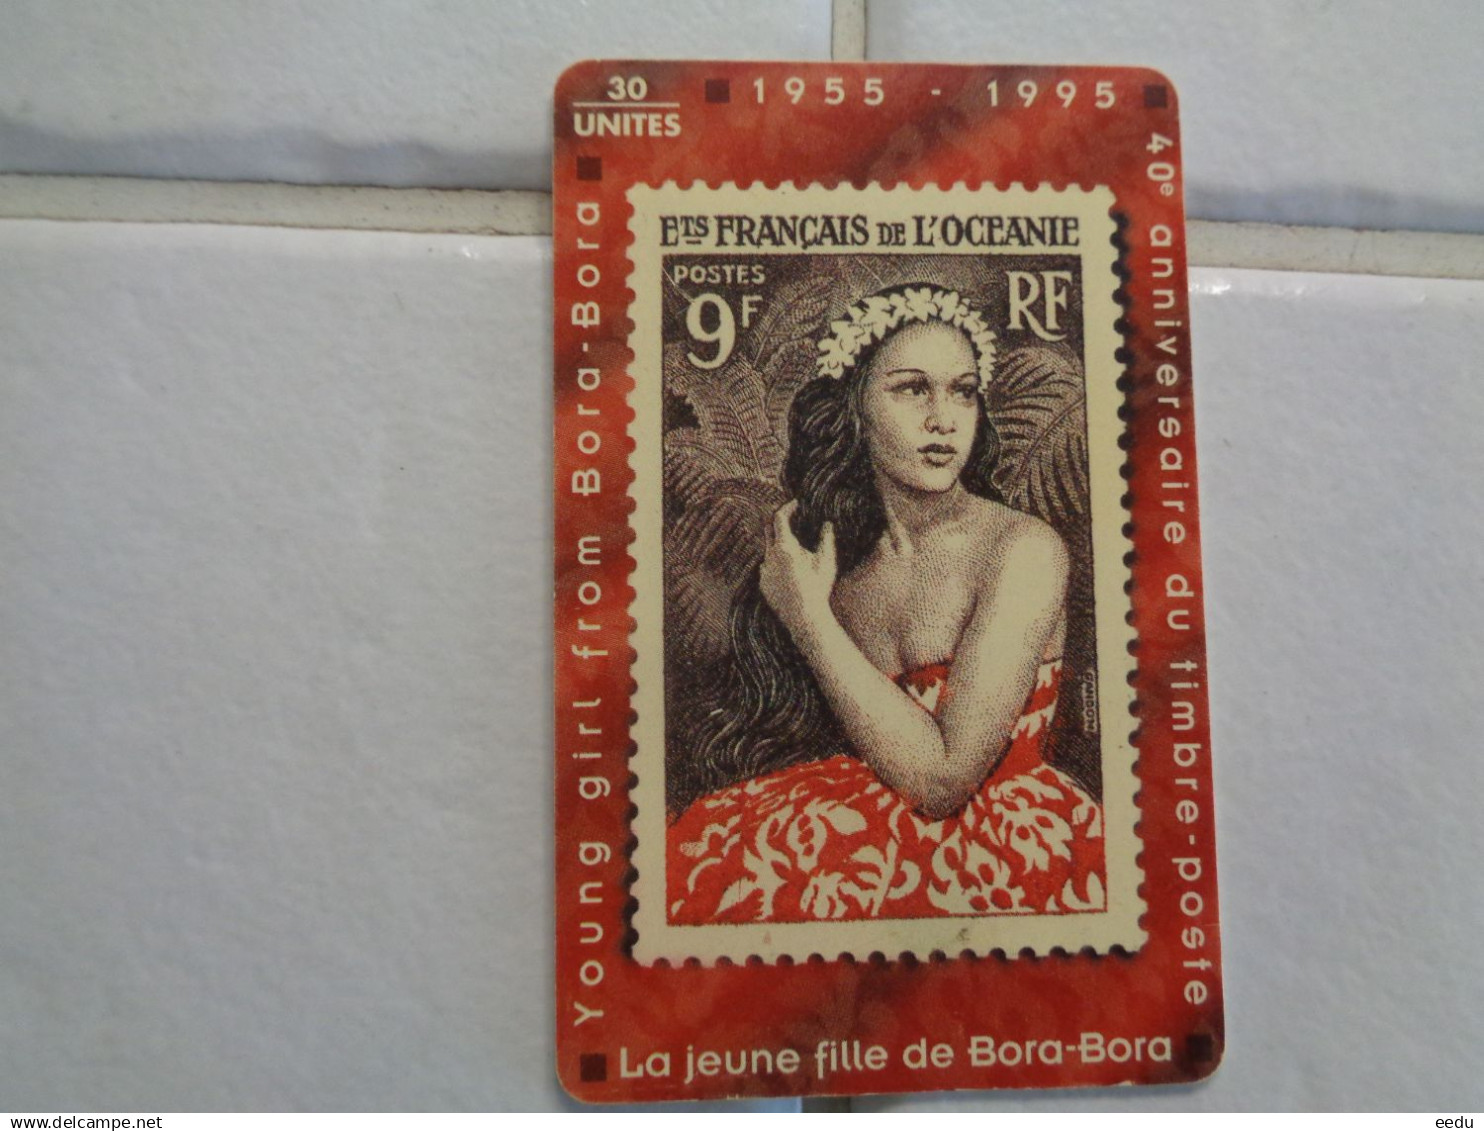 30
UNITES
1955 - 1995
40e anniversaire du timbre-poste
Young girl from Bora-Bora
Ets FRANÇAIS DE L'OCEANIE
POSTES
9F
RF
GANDON
La jeune fille de Bora-Bora
delcampe.net
eedu